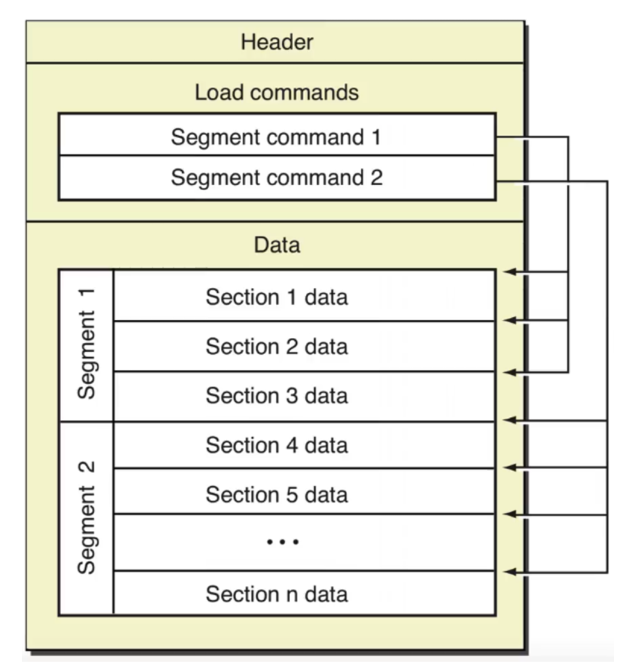 Header
Load commands
Segment command 1
Segment command 2
Data
Segment 1
Section 1 data
Section 2 data
Section 3 data
Segment 2
Section 4 data
Section 5 data
...
Section n data